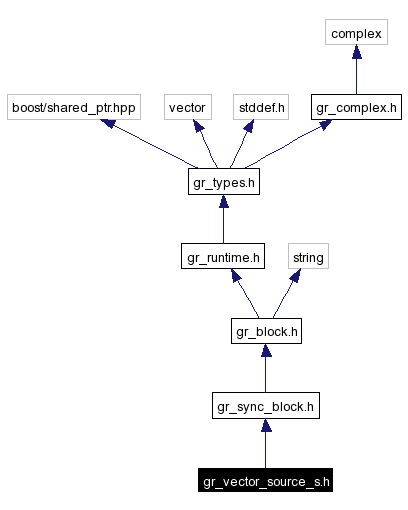 complex
boost/shared_ptr.hpp
vector
stddef.h
gr_complex.h
gr_types.h
gr_runtime.h
string
gr_block.h
gr_sync_block.h
gr_vector_source_s.h